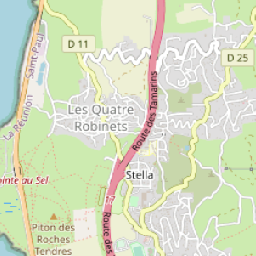 D 11
Saint-Paul
La Réunion
Route des Tamarins
D 25
Les Quatre
Robinets
Stella
ointe au Sel
Route des
Piton des
Roches
Tendres